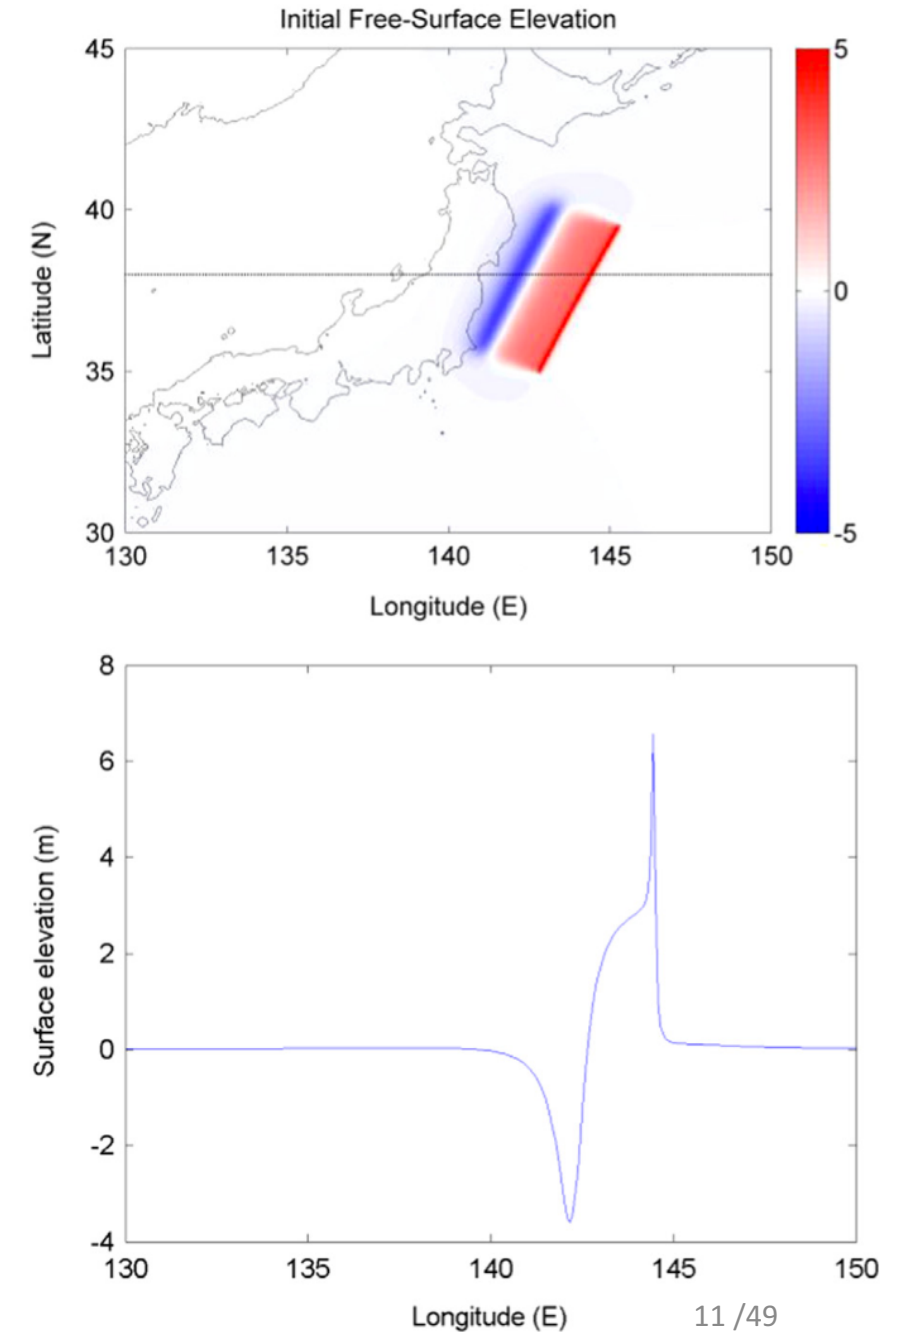 Initial Free-Surface Elevation
45
40
35
30
Latitude (N)
130 135 140 145 150
Longitude (E)
5
0
-5
8
6
4
2
0
-2
-4
Surface elevation (m)
130 135 140 145 150
Longitude (E)
11 /49